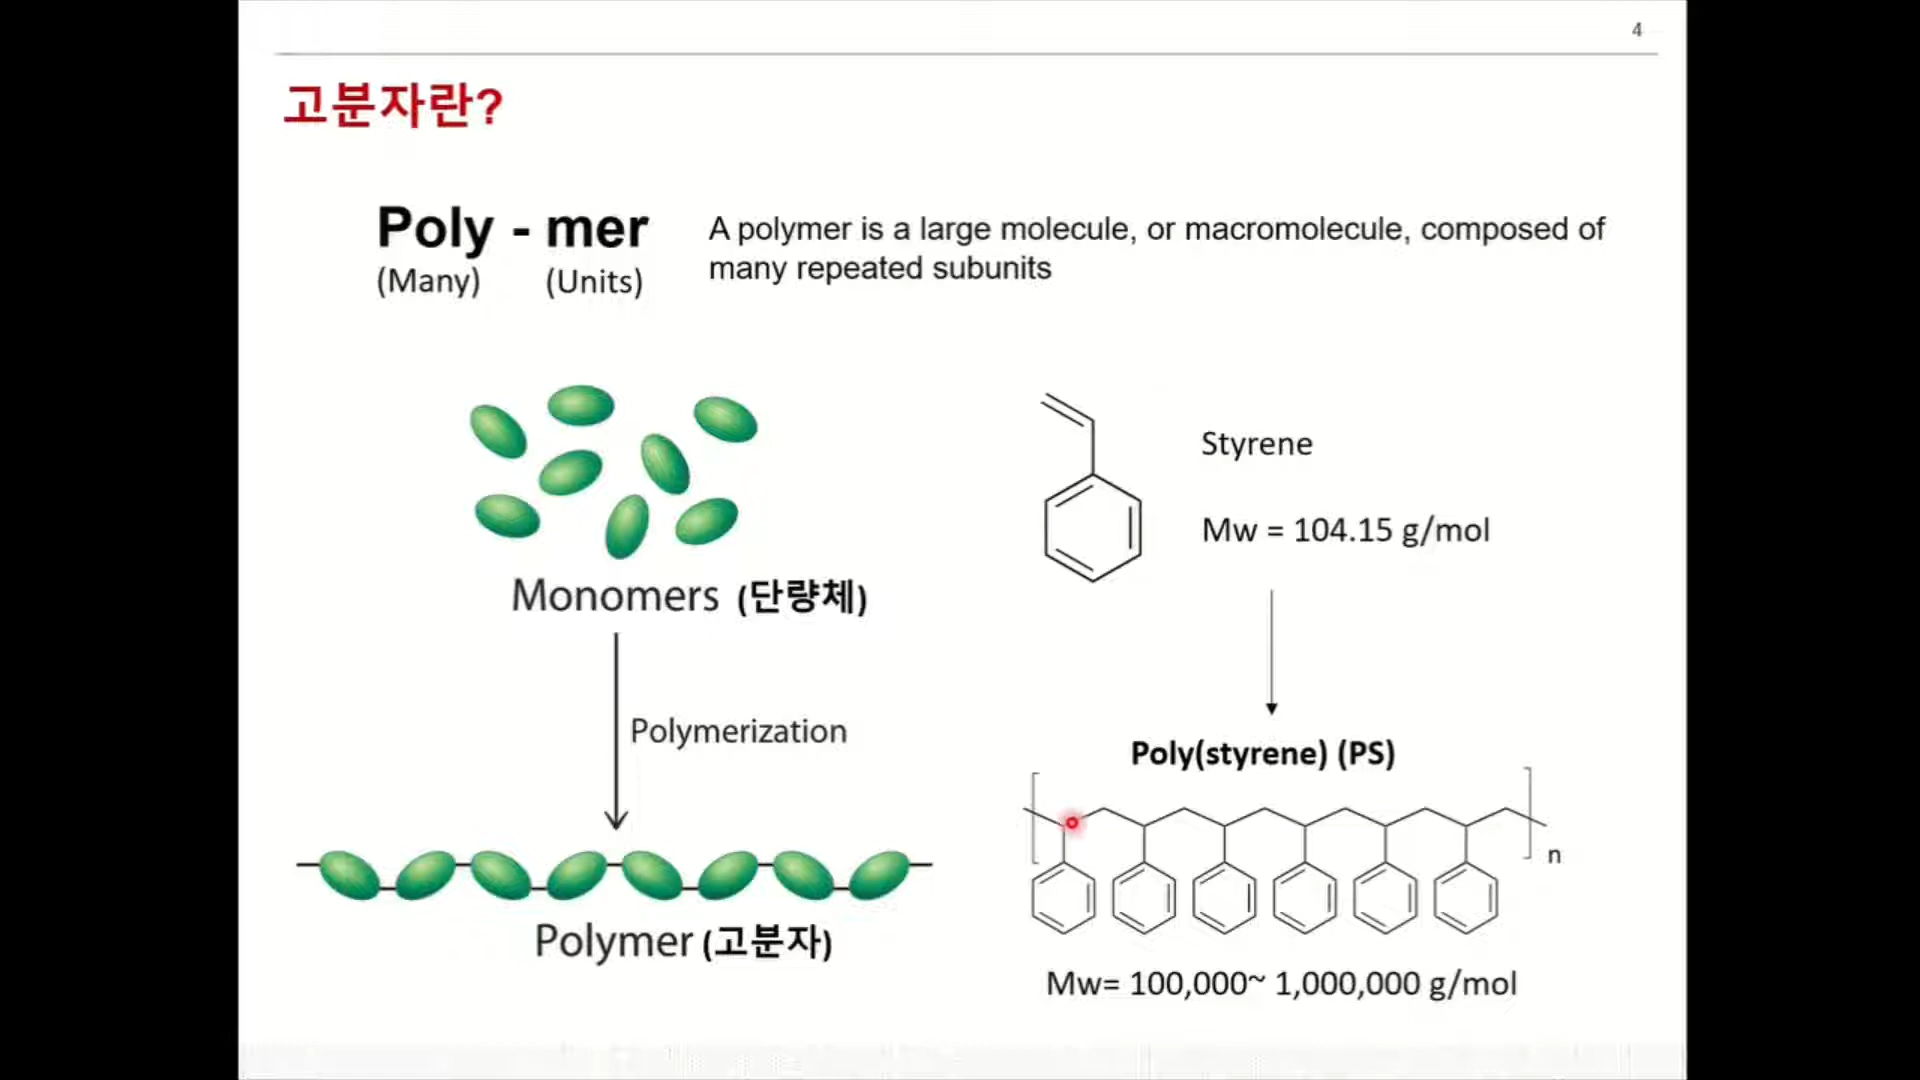 4
고분자란?
Poly - mer
(Many) (Units)
A polymer is a large molecule, or macromolecule, composed of
many repeated subunits
Monomers (단량체)
Polymerization
Polymer (고분자)
Styrene
Mw = 104.15 g/mol
Poly(styrene) (PS)
n
Mw= 100,000~ 1,000,000 g/mol